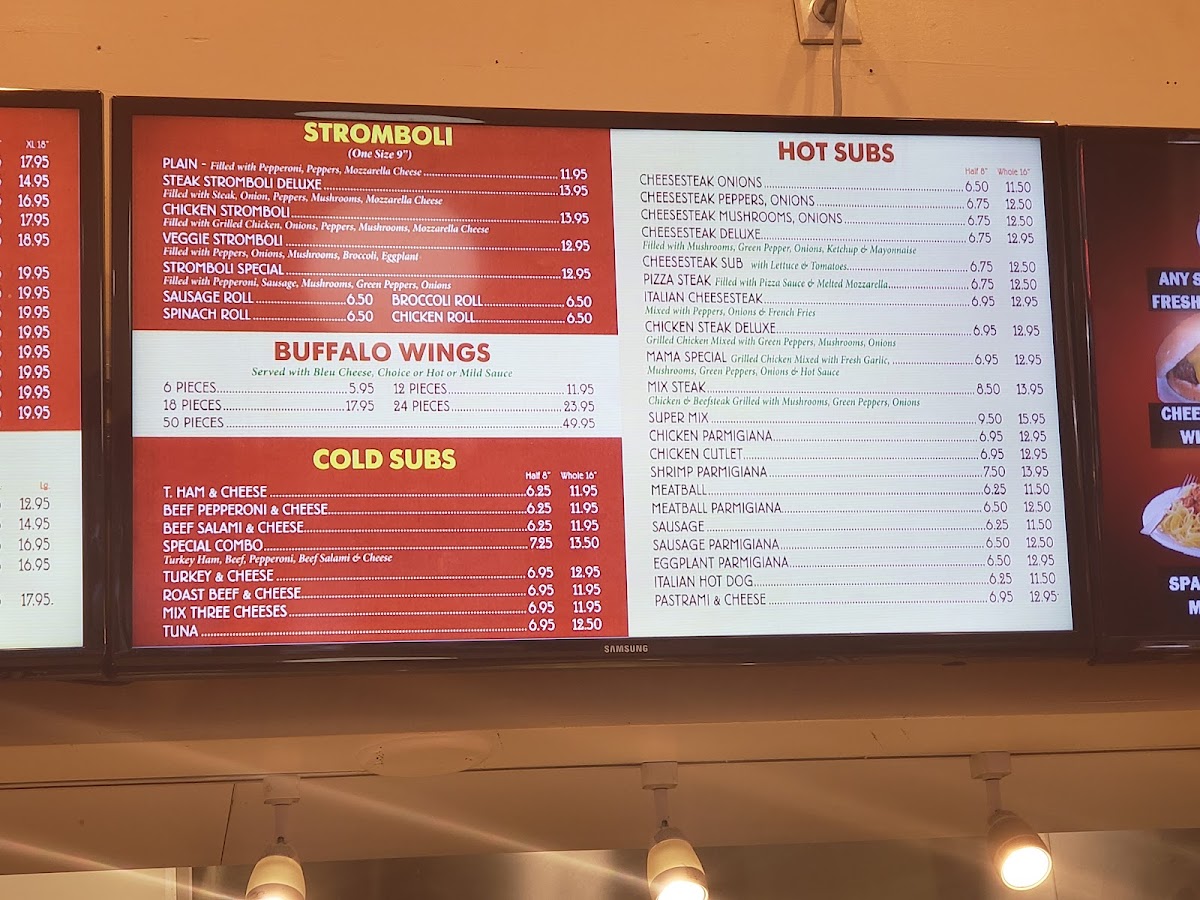 XL 18"
17.95
14.95
16.95
17.95
18.95
19.95
19.95
19.95
19.95
19.95
19.95
19.95
19.95
Lg.
12.95
14.95
16.95
16.95
17.95.
STROMBOLI
(One Size 9")
PLAIN - Filled with Pepperoni, Peppers, Mozzarella Cheese 11.95
STEAK STROMBOLI DELUXE 13.95
Filled with Steak, Onion, Peppers, Mushrooms, Mozzarella Cheese
CHICKEN STROMBOLI 13.95
Filled with Grilled Chicken, Onions, Peppers, Mushrooms, Mozzarella Cheese
VEGGIE STROMBOLI 12.95
Filled with Peppers, Onions, Mushrooms, Broccoli, Eggplant
STROMBOLI SPECIAL 12.95
Filled with Pepperoni, Sausage, Mushrooms, Green Peppers, Onions
SAUSAGE ROLL 6.50 BROCCOLI ROLL 6.50
SPINACH ROLL 6.50 CHICKEN ROLL 6.50
BUFFALO WINGS
Served with Bleu Cheese, Choice or Hot or Mild Sauce
6 PIECES 5.95 12 PIECES 11.95
18 PIECES 17.95 24 PIECES 23.95
50 PIECES 49.95
COLD SUBS
Half 8" Whole 16"
T. HAM & CHEESE 6.25 11.95
BEEF PEPPERONI & CHEESE 6.25 11.95
BEEF SALAMI & CHEESE 6.25 11.95
SPECIAL COMBO 7.25 13.50
Turkey Ham, Beef, Pepperoni, Beef Salami & Cheese
TURKEY & CHEESE 6.95 12.95
ROAST BEEF & CHEESE 6.95 11.95
MIX THREE CHEESES 6.95 11.95
TUNA 6.95 12.50
HOT SUBS
Half 8" Whole 16"
CHEESESTEAK ONIONS 6.50 11.50
CHEESESTEAK PEPPERS, ONIONS 6.75 12.50
CHEESESTEAK MUSHROOMS, ONIONS 6.75 12.50
CHEESESTEAK DELUXE 6.75 12.95
Filled with Mushrooms, Green Pepper, Onions, Ketchup & Mayonnaise
CHEESESTEAK SUB with Lettuce & Tomatoes 6.75 12.50
PIZZA STEAK Filled with Pizza Sauce & Melted Mozzarella 6.75 12.50
ITALIAN CHEESESTEAK 6.95 12.95
Mixed with Peppers, Onions & French Fries
CHICKEN STEAK DELUXE 6.95 12.95
Grilled Chicken Mixed with Green Peppers, Mushrooms, Onions
MAMA SPECIAL Grilled Chicken Mixed with Fresh Garlic, 6.95 12.95
Mushrooms, Green Peppers, Onions & Hot Sauce
MIX STEAK 8.50 13.95
Chicken & Beefsteak Grilled with Mushrooms, Green Peppers, Onions
SUPER MIX 9.50 15.95
CHICKEN PARMIGIANA 6.95 12.95
CHICKEN CUTLET 6.95 12.95
SHRIMP PARMIGIANA 7.50 13.95
MEATBALL 6.25 11.50
MEATBALL PARMIGIANA 6.50 12.50
SAUSAGE 6.25 11.50
SAUSAGE PARMIGIANA 6.50 12.50
EGGPLANT PARMIGIANA 6.50 12.95
ITALIAN HOT DOG 6.25 11.50
PASTRAMI & CHEESE 6.95 12.95
SAMSUNG
ANY S
FRESH
CHEE
WI
SPA
M